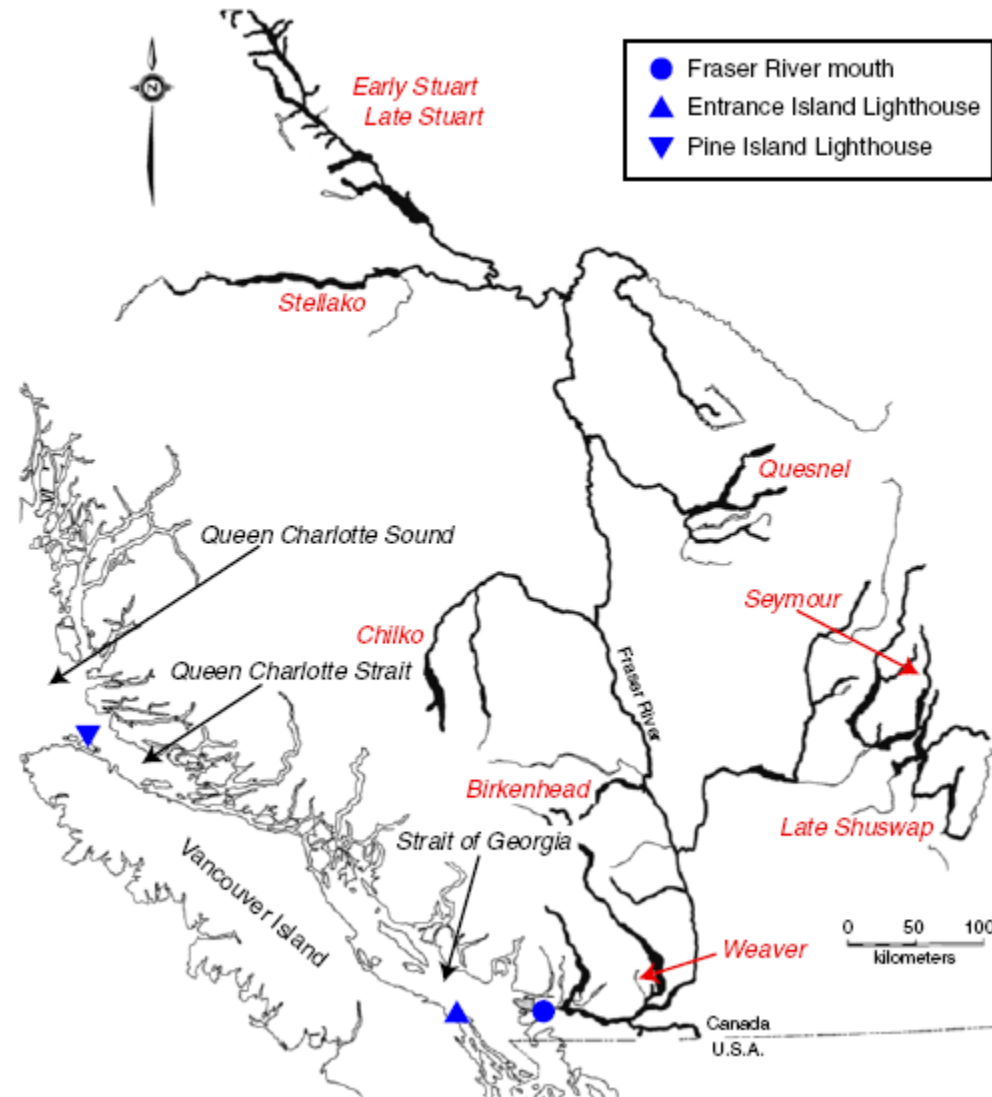 Early Stuart
Late Stuart
Fraser River mouth
Entrance Island Lighthouse
Pine Island Lighthouse
N
Stellako
Quesnel
Queen Charlotte Sound
Seymour
Chilko
Queen Charlotte Strait
Fraser River
Birkenhead
Late Shuswap
Strait of Georgia
Vancouver Island
0 50 100
kilometers
Weaver
Canada
U.S.A.